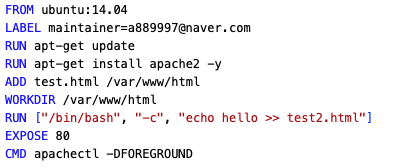 FROM ubuntu:14.04
LABEL maintainer=a889997@naver.com
RUN apt-get update
RUN apt-get install apache2 -y
ADD test.html /var/www/html
WORKDIR /var/www/html
RUN ["/bin/bash", "-c", "echo hello >> test2.html"]
EXPOSE 80
CMD apachectl -DFOREGROUND